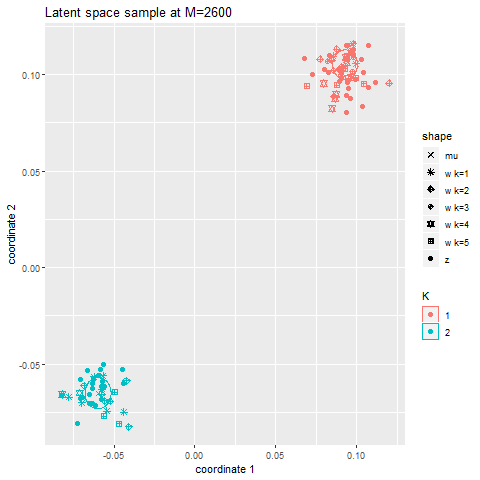 Latent space sample at M=2600
coordinate 2
0.10
0.05
0.00
-0.05
-0.05
0.00
0.05
0.10
coordinate 1
shape
mu
w k=1
w k=2
w k=3
w k=4
w k=5
z
K
1
2